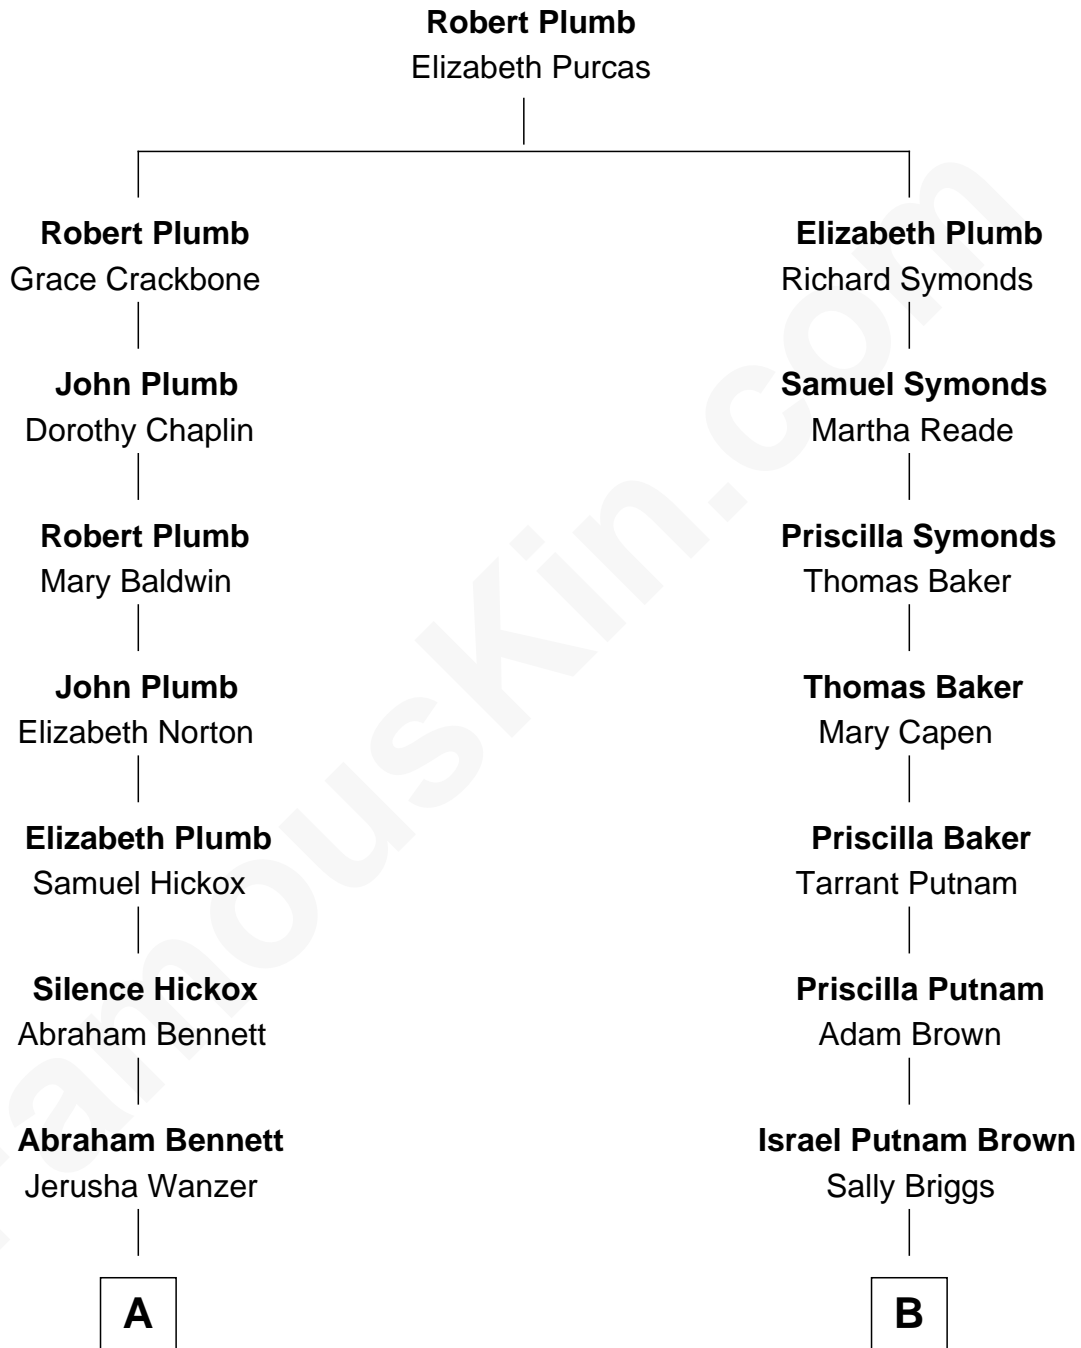 Robert Plumb
Elizabeth Purcas
Robert Plumb
Grace Crackbone
Elizabeth Plumb
Richard Symonds
John Plumb
Dorothy Chaplin
Samuel Symonds
Martha Reade
Robert Plumb
Mary Baldwin
Priscilla Symonds
Thomas Baker
John Plumb
Elizabeth Norton
Thomas Baker
Mary Capen
Elizabeth Plumb
Samuel Hickox
Priscilla Baker
Tarrant Putnam
Silence Hickox
Abraham Bennett
Priscilla Putnam
Adam Brown
Abraham Bennett
Jerusha Wanzer
Israel Putnam Brown
Sally Briggs
A
B
FamousKin.com